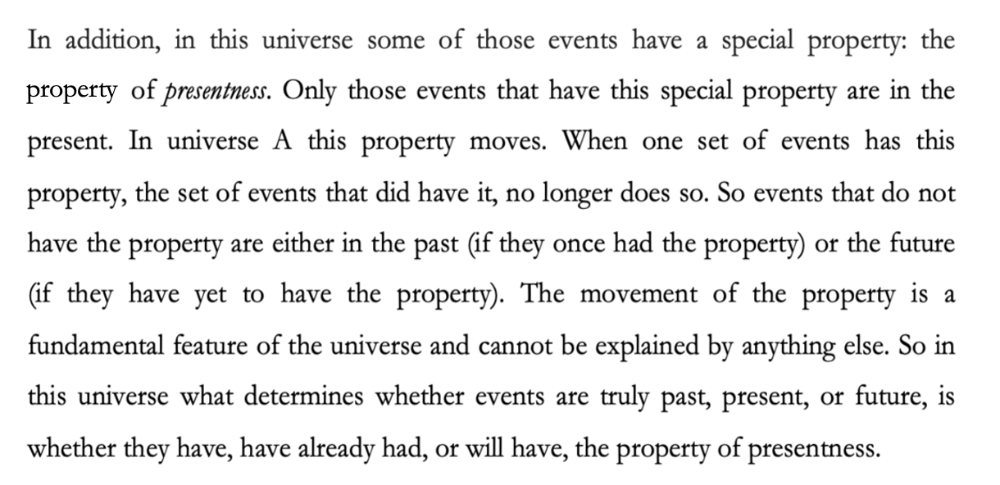 In addition, in this universe some of those events have a special property: the
property of presentness. Only those events that have this special property are in the
present. In universe A this property moves. When one set of events has this
property, the set of events that did have it, no longer does so. So events that do not
have the property are either in the past (if they once had the property) or the future
(if they have yet to have the property). The movement of the property is a
fundamental feature of the universe and cannot be explained by anything else. So in
this universe what determines whether events are truly past, present, or future, is
whether they have, have already had, or will have, the property of presentness.